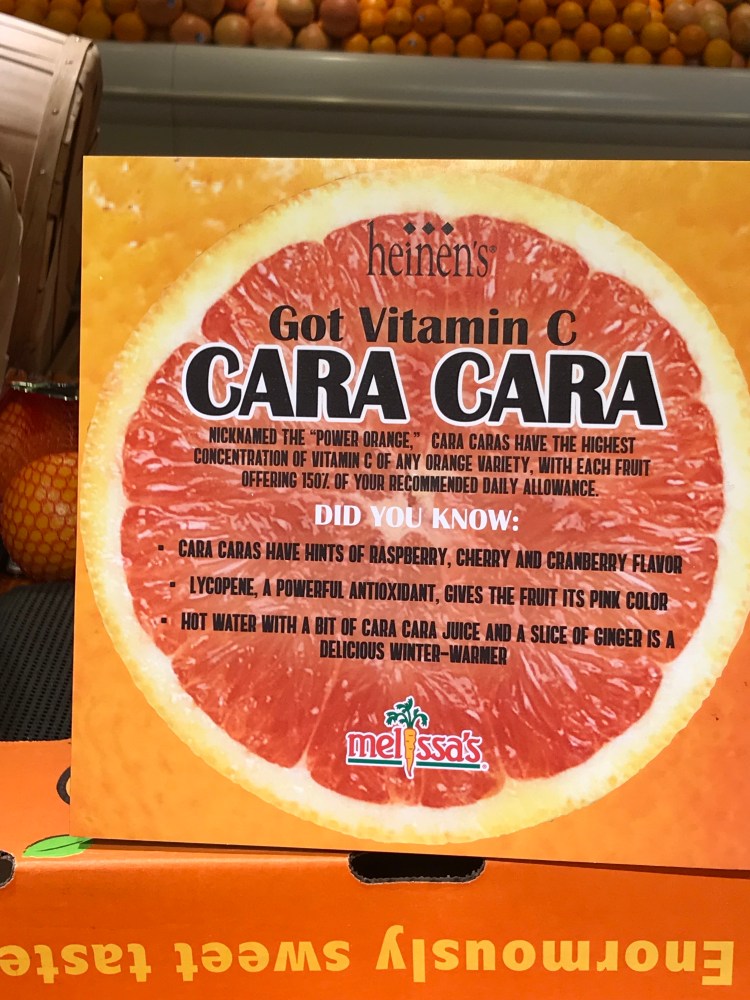 heinen's®
Got Vitamin C
CARA CARA
NICKNAMED THE “POWER ORANGE,” CARA CARAS HAVE THE HIGHEST
CONCENTRATION OF VITAMIN C OF ANY ORANGE VARIETY, WITH EACH FRUIT
OFFERING 150% OF YOUR RECOMMENDED DAILY ALLOWANCE.
DID YOU KNOW:
▪ CARA CARAS HAVE HINTS OF RASPBERRY, CHERRY AND CRANBERRY FLAVOR
▪ LYCOPENE, A POWERFUL ANTIOXIDANT, GIVES THE FRUIT ITS PINK COLOR
▪ HOT WATER WITH A BIT OF CARA CARA JUICE AND A SLICE OF GINGER IS A
DELICIOUS WINTER-WARMER
melissa's®
Enormously sweet taste